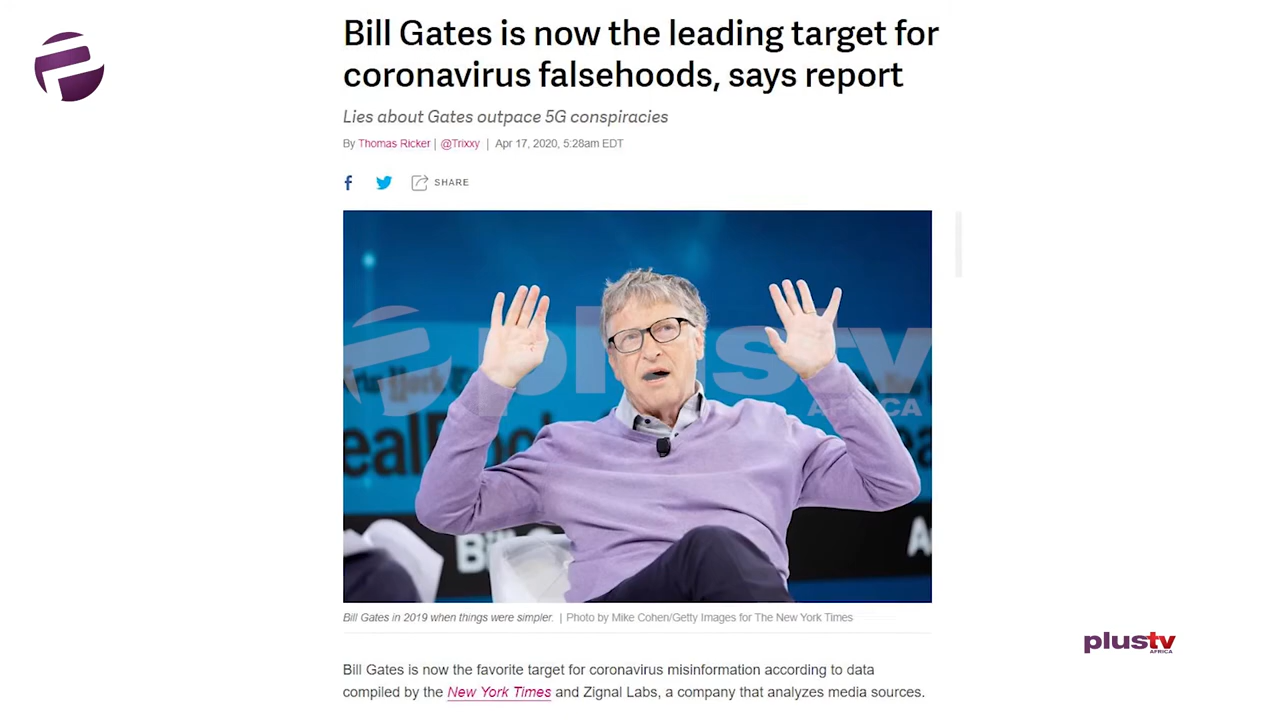 Bill Gates is now the leading target for
coronavirus falsehoods, says report
Lies about Gates outpace 5G conspiracies
By Thomas Ricker | @Trixxy | Apr 17, 2020, 5:28am EDT
SHARE
plustv
AFRICA
Bill Gates in 2019 when things were simpler. | Photo by Mike Cohen/Getty Images for The New York Times
plustv
AFRICA
Bill Gates is now the favorite target for coronavirus misinformation according to data
compiled by the New York Times and Zignal Labs, a company that analyzes media sources.